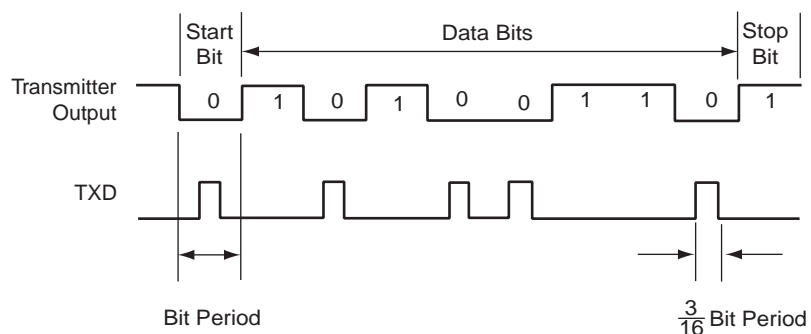 Start
Bit
Data Bits
Stop
Bit
Transmitter
Output
0 1 0 1 0 0 1 1 0 1
TXD
Bit Period
3/16 Bit Period